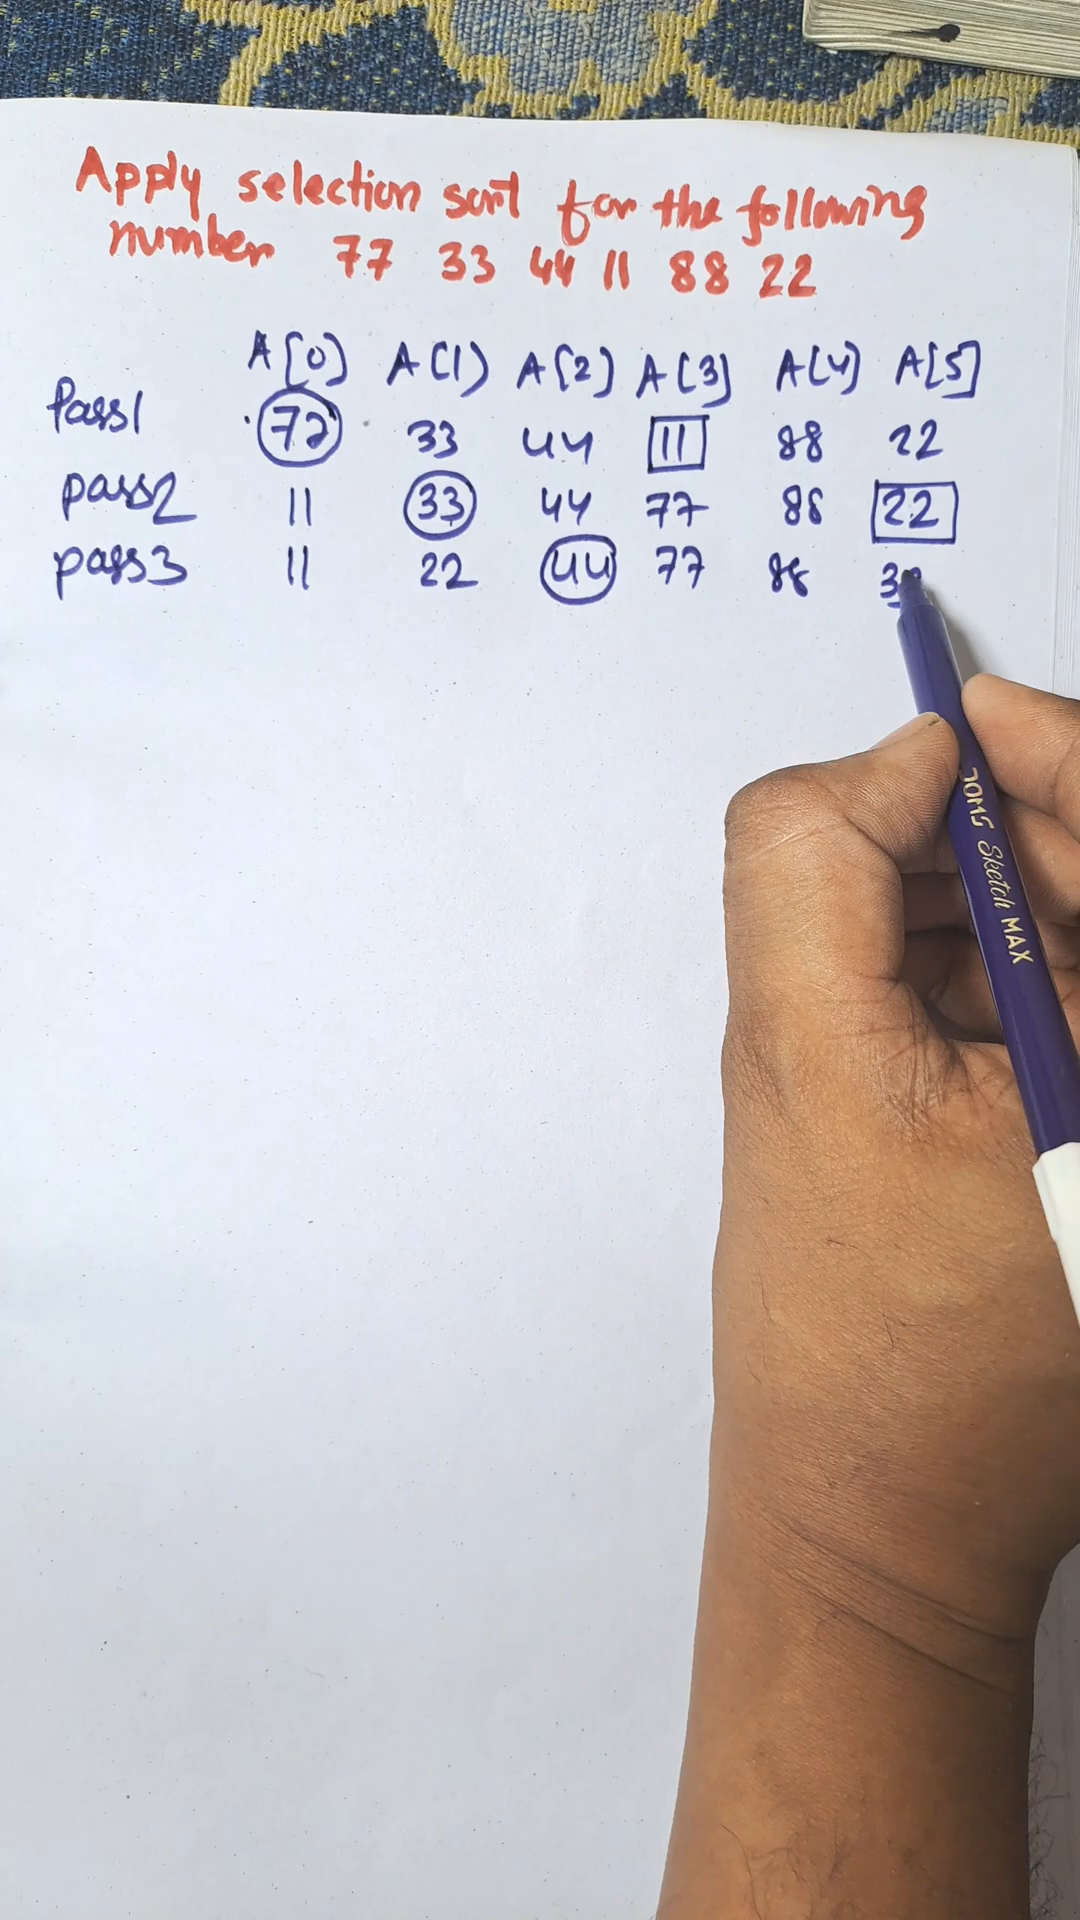 Apply selection sort for the following
number 77 33 44 11 88 22
A[0] A[1] A[2] A[3] A[4] A[5]
Pass1 77 33 44 11 88 22
pass2 11 33 44 77 88 22
pass3 11 22 44 77 88
DOMS Sketch MAX